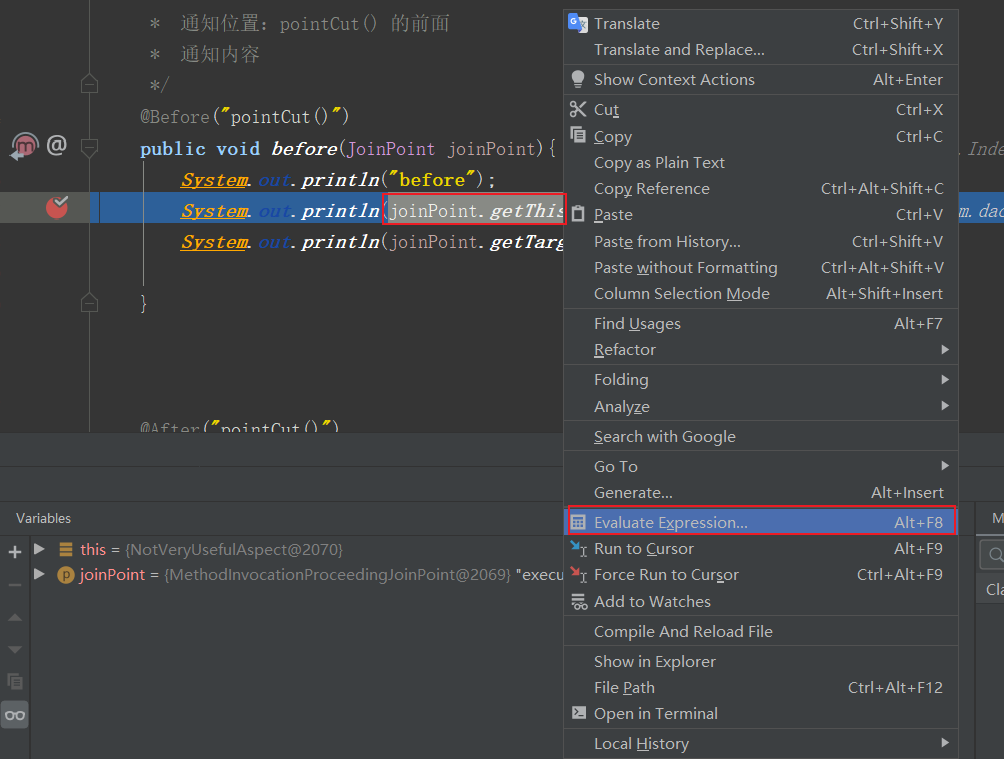 * 通知位置：pointCut() 的前面
* 通知内容
*/
@Before("pointCut()")
public void before(JoinPoint joinPoint){
System.out.println("before");
System.out.println(joinPoint.getThis
System.out.println(joinPoint.getTarg
}
@After("pointCut()")
Translate Ctrl+Shift+Y
Translate and Replace... Ctrl+Shift+X
Show Context Actions Alt+Enter
Cut Ctrl+X
Copy Ctrl+C
Copy as Plain Text
Copy Reference Ctrl+Alt+Shift+C
Paste Ctrl+V
Paste from History... Ctrl+Shift+V
Paste without Formatting Ctrl+Alt+Shift+V
Column Selection Mode Alt+Shift+Insert
Find Usages Alt+F7
Refactor
Folding
Analyze
Search with Google
Go To
Generate... Alt+Insert
Evaluate Expression... Alt+F8
Run to Cursor Alt+F9
Force Run to Cursor Ctrl+Alt+F9
Add to Watches
Compile And Reload File
Show in Explorer
File Path Ctrl+Alt+F12
Open in Terminal
Local History
.Inde
m.dao
Variables
this = {NotVeryUsefulAspect@2070}
joinPoint = {MethodInvocationProceedingJoinPoint@2069} "execu
M
Cla